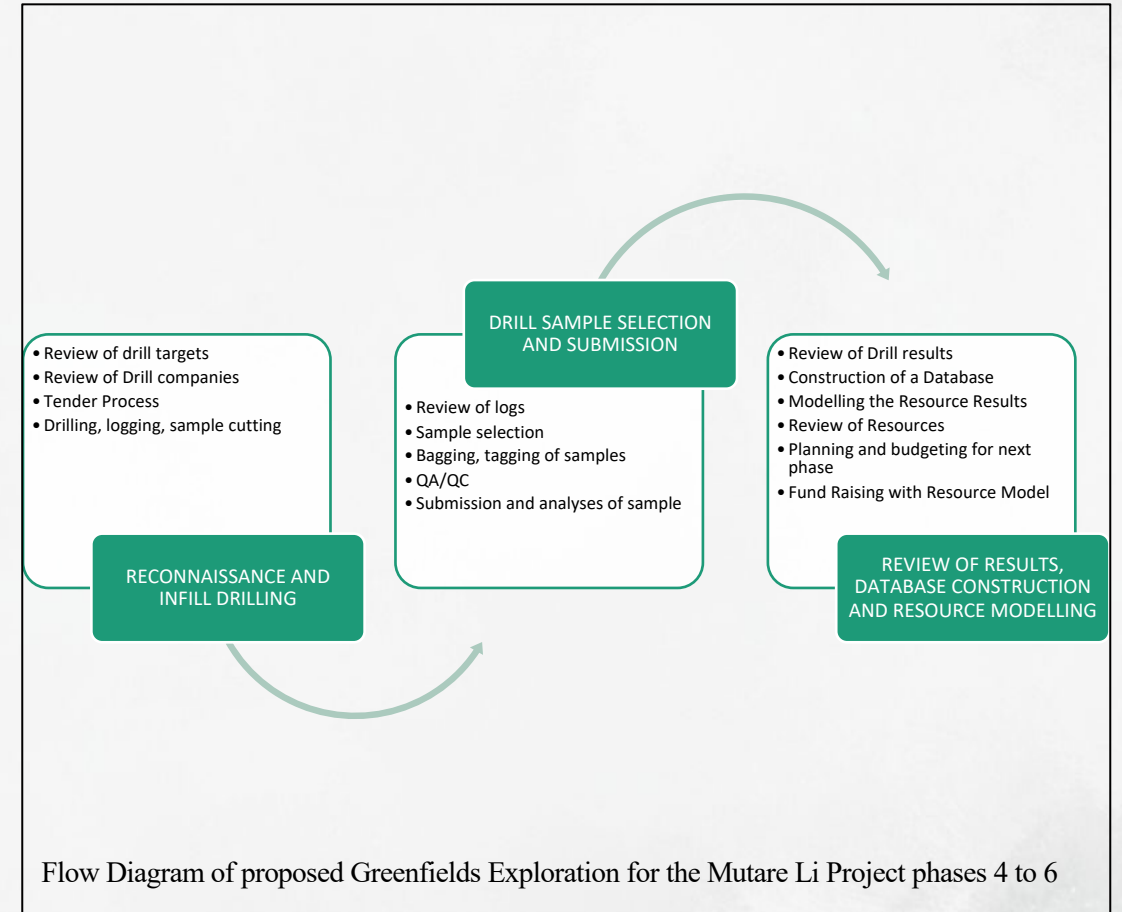 • Review of drill targets
• Review of Drill companies
• Tender Process
• Drilling, logging, sample cutting
RECONNAISSANCE AND
INFILL DRILLING
DRILL SAMPLE SELECTION
AND SUBMISSION
• Review of logs
• Sample selection
• Bagging, tagging of samples
• QA/QC
• Submission and analyses of sample
• Review of Drill results
• Construction of a Database
• Modelling the Resource Results
• Review of Resources
• Planning and budgeting for next
phase
• Fund Raising with Resource Model
REVIEW OF RESULTS,
DATABASE CONSTRUCTION
AND RESOURCE MODELLING
Flow Diagram of proposed Greenfields Exploration for the Mutare Li Project phases 4 to 6